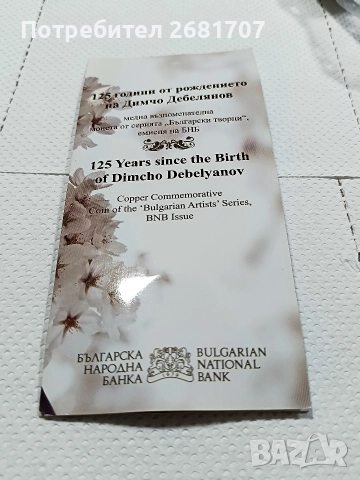 Потребител 2681707
125 години от рождението
на Димчо Дебелянов
медна възпоменателна
монета от серията „Български творци“,
емисия на БНБ
125 Years since the Birth
of Dimcho Debelyanov
Copper Commemorative
Coin of the ‘Bulgarian Artists’ Series,
BNB Issue
БЪЛГАРСКА
НАРОДНА
БАНКА
BULGARIAN
NATIONAL
BANK
BAZAR